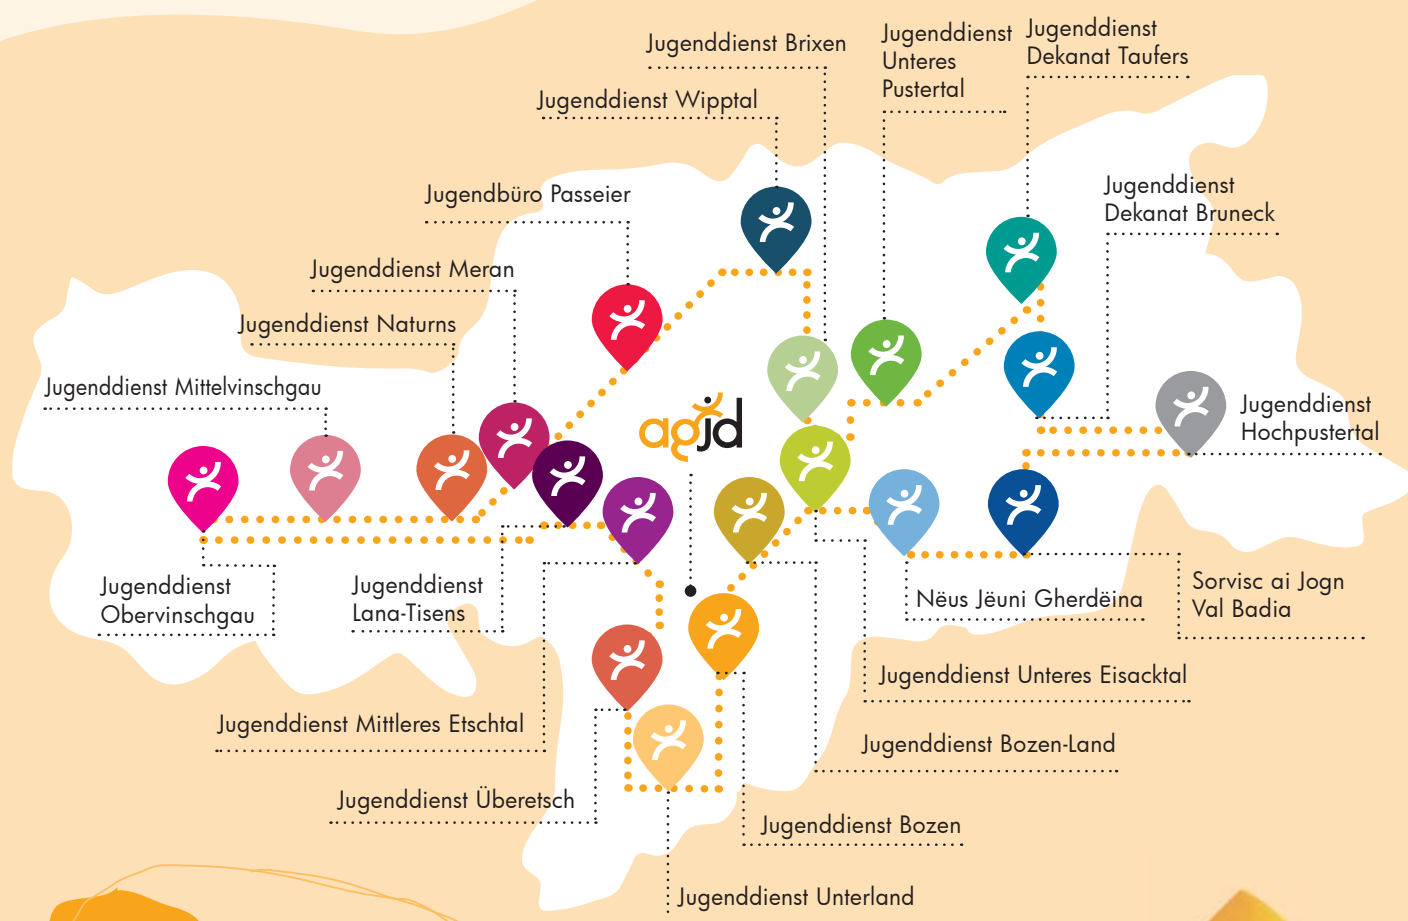 Jugenddienst Brixen
Jugenddienst
Unteres
Pustertal
Jugenddienst
Dekanat Taufers
Jugenddienst Wipptal
Jugendbüro Passeier
Jugenddienst
Dekanat Bruneck
Jugenddienst Meran
Jugenddienst Naturns
Jugenddienst Mittelvinschgau
agjd
Jugenddienst
Hochpustertal
Jugenddienst
Obervinschgau
Jugenddienst
Lana-Tisens
Nëus Jëuni Gherdëina
Sorvisc ai Jogn
Val Badia
Jugenddienst Unteres Eisacktal
Jugenddienst Mittleres Etschtal
Jugenddienst Bozen-Land
Jugenddienst Überetsch
Jugenddienst Bozen
Jugenddienst Unterland